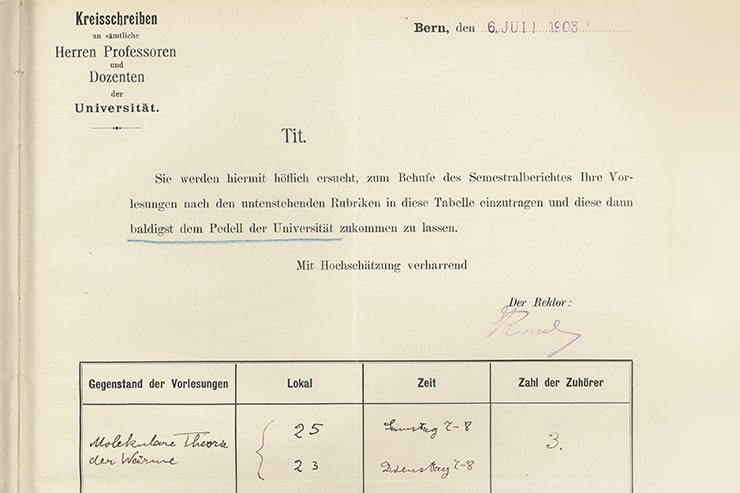 Kreisschreiben
an sämtliche
Herren Professoren
und
Dozenten
der
Universität.
Bern, den 6. JULI 1908
Tit.
Sie werden hiermit höflich ersucht, zum Behufe des Semestralberichtes Ihre Vor-
lesungen nach den untenstehenden Rubriken in diese Tabelle einzutragen und diese dann
baldigst dem Pedell der Universität zukommen zu lassen.
Mit Hochschätzung verharrend
Der Rektor:
Gegenstand der Vorlesungen Lokal Zeit Zahl der Zuhörer
Molekulare Theorie
der Wärme
25 Samstag 7-8
3.
23 Dienstag 7-8